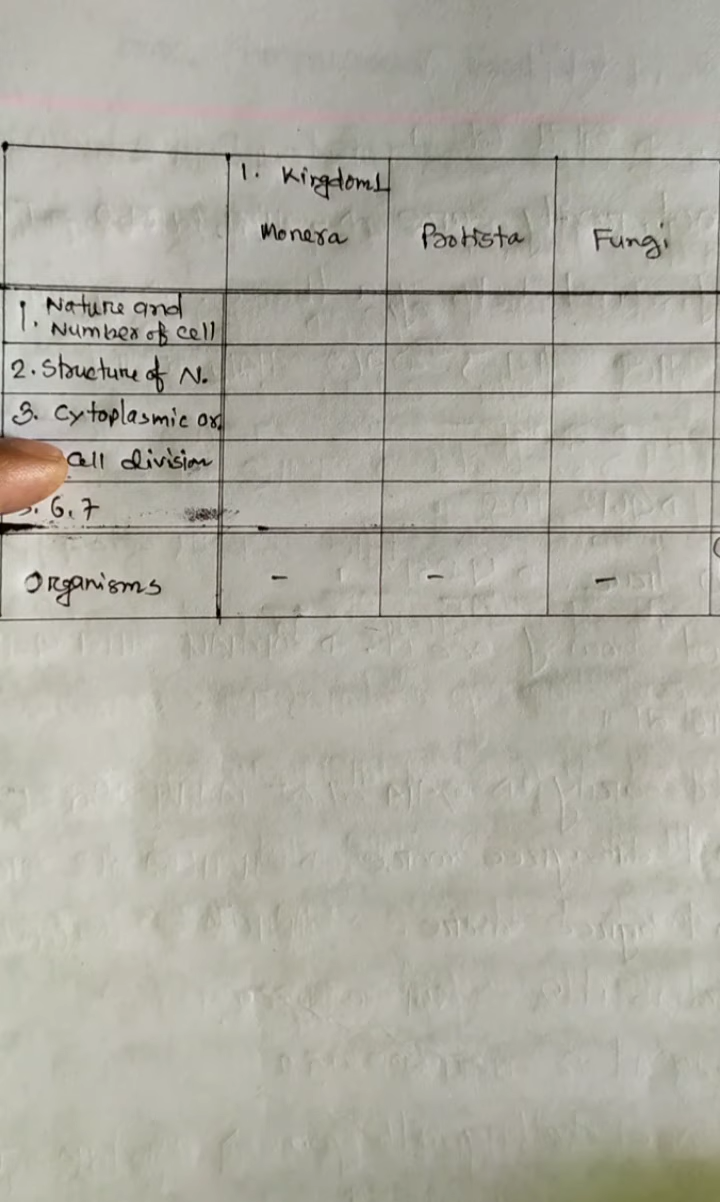 1. Kingdom1
Monera
Protista
Fungi
1. Nature and
Number of cell
2. Structure of N.
3. Cytoplasmic or
Cell division
6.7
Organisms - - -